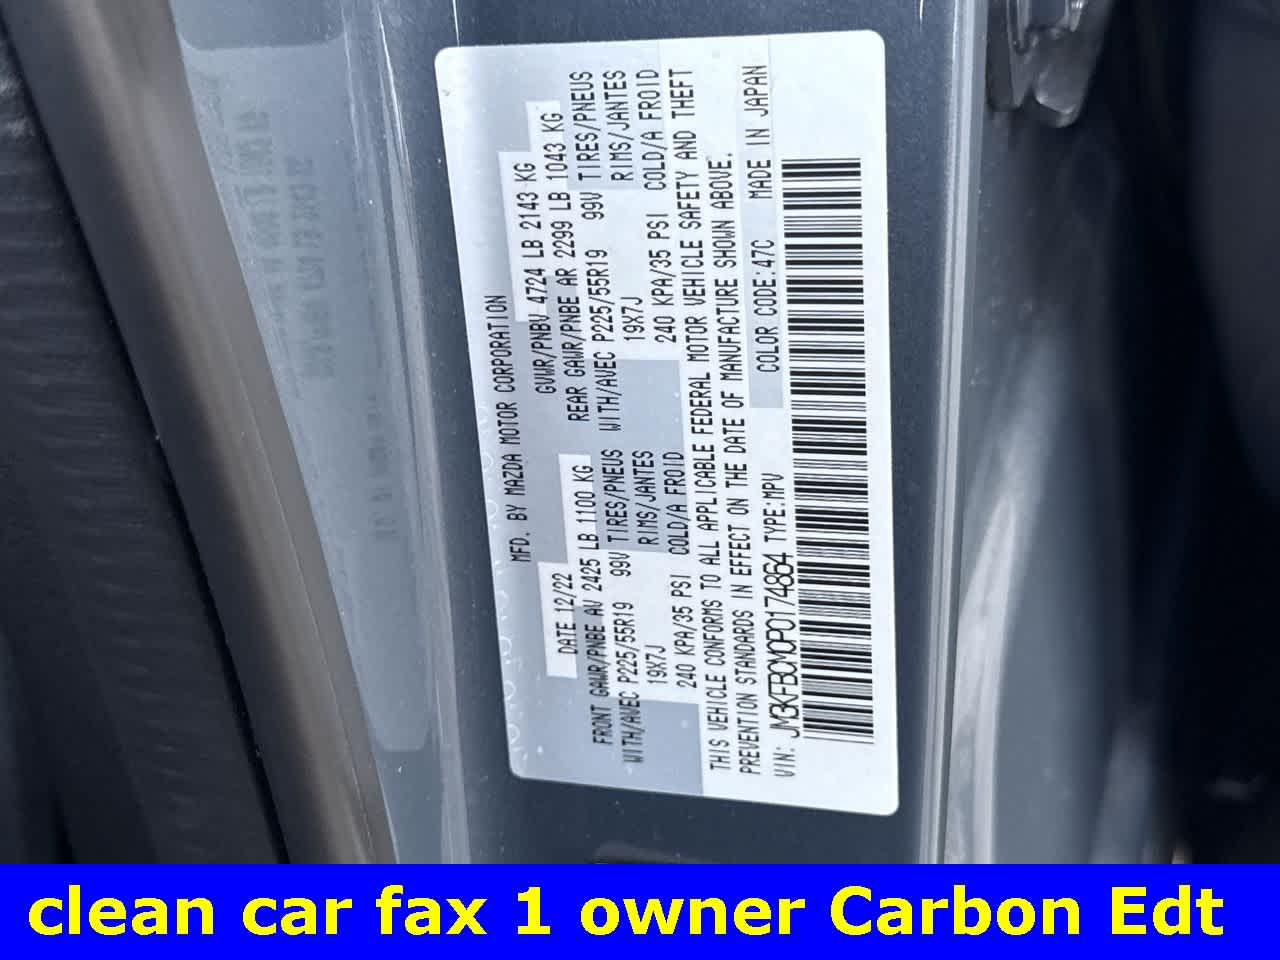 MFD. BY MAZDA MOTOR CORPORATION
DATE 12/22 GVWR/PNBV 4724 LB 2143 KG
FRONT GAWR/PNBE AV 2425 LB 1100 KG REAR GAWR/PNBE AR 2299 LB 1043 KG
WITH/AVEC P225/55R19 99V TIRES/PNEUS WITH/AVEC P225/55R19 99V TIRES/PNEUS
19X7J RIMS/JANTES 19X7J RIMS/JANTES
240 KPA/35 PSI COLD/A FROID 240 KPA/35 PSI COLD/A FROID
THIS VEHICLE CONFORMS TO ALL APPLICABLE FEDERAL MOTOR VEHICLE SAFETY AND THEFT
PREVENTION STANDARDS IN EFFECT ON THE DATE OF MANUFACTURE SHOWN ABOVE.
VIN: JM3KFBCM0P0174864 TYPE:MPV COLOR CODE:47C MADE IN JAPAN
clean car fax 1 owner Carbon Edt